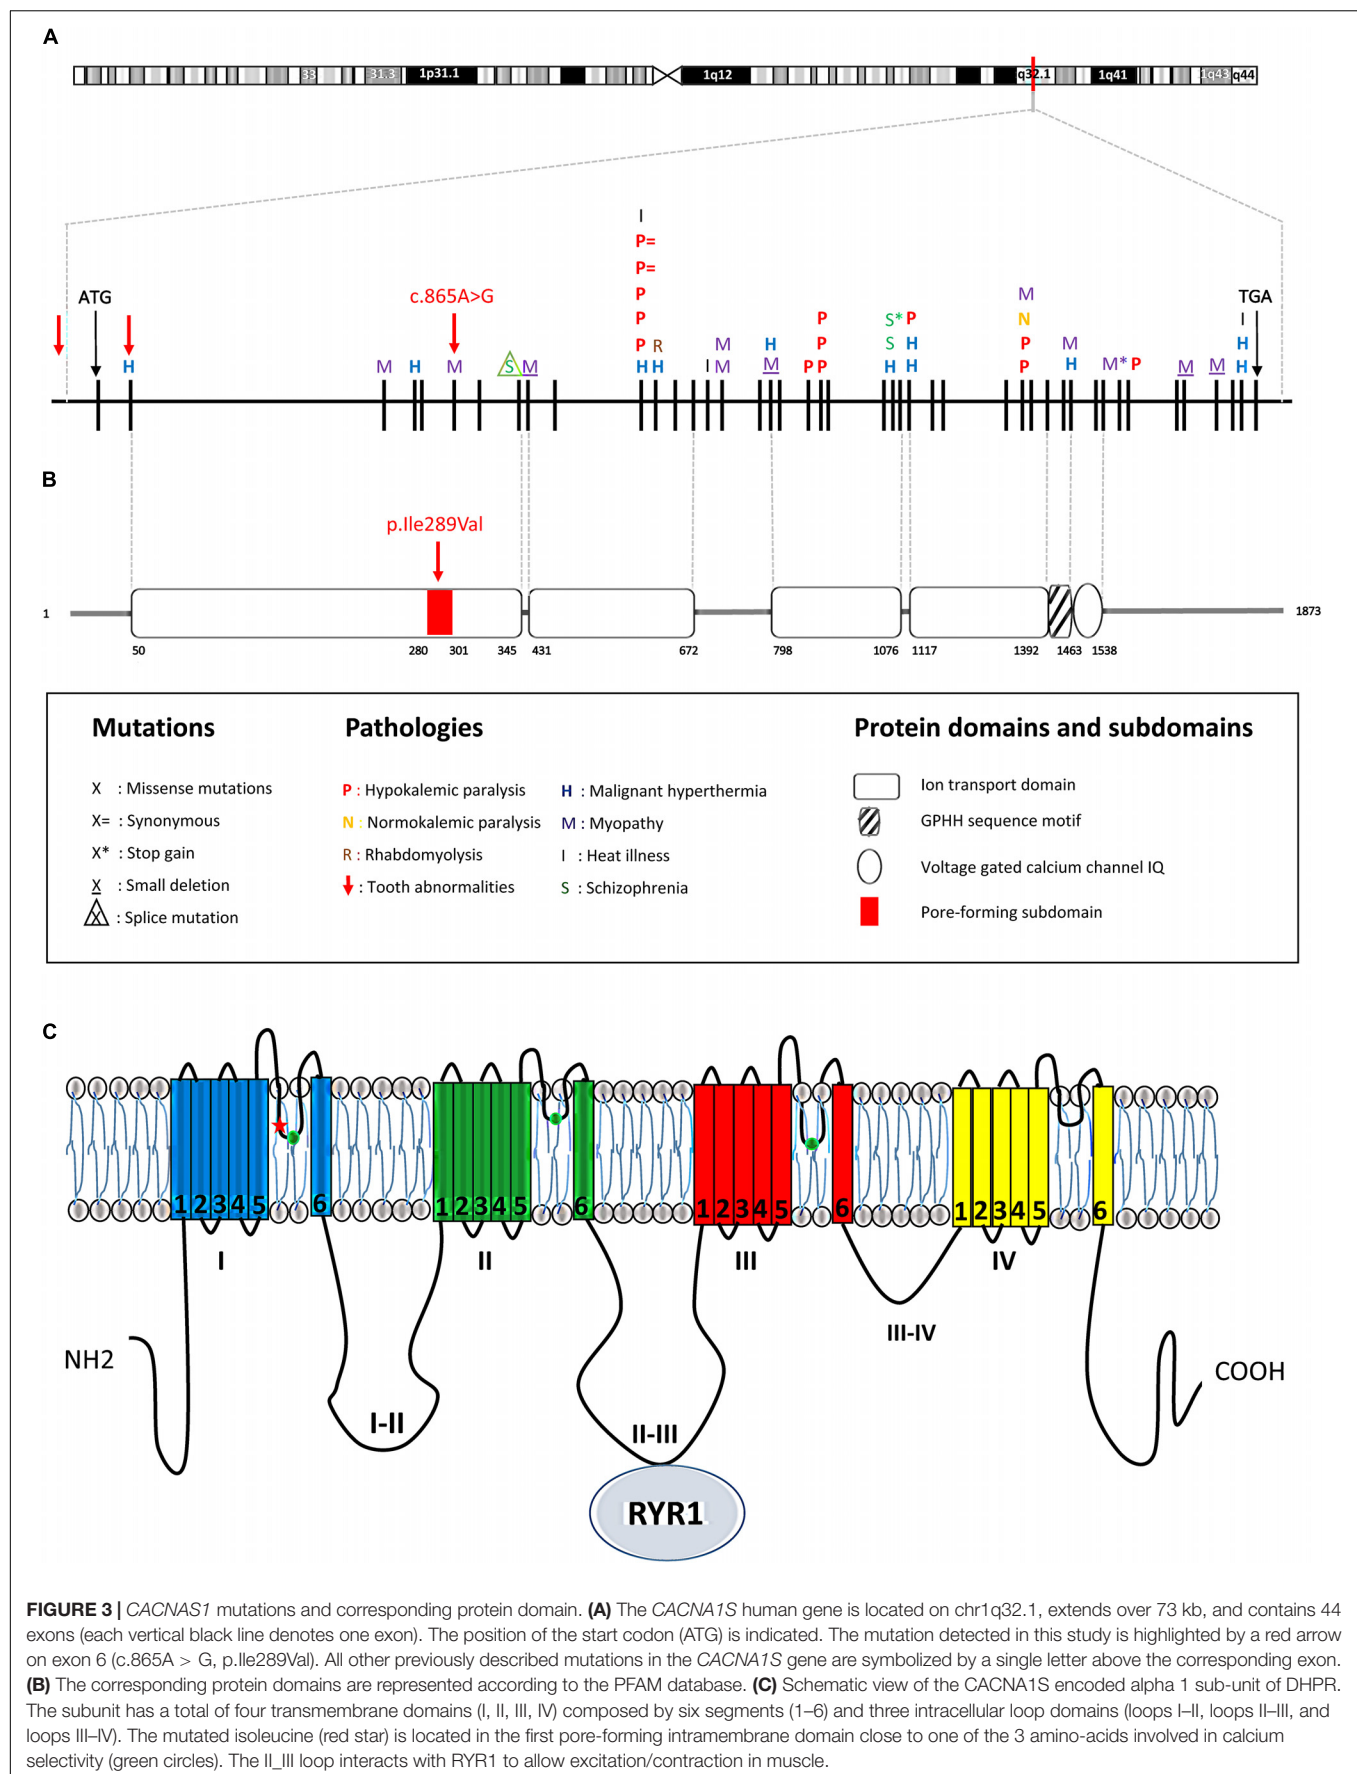 A
33 31.3 1p31.1 1q12 q32.1 1q41 1q43 q44
I
P=
P=
c.865A>G P M
ATG TGA
P P S* P N I
P R M S H P M H
H M H M S M H H I M M P P H H P H M* P M M H
B
p.Ile289Val
1 1873
50 280 301 345 431 672 798 1076 1117 1392 1463 1538
Mutations Pathologies Protein domains and subdomains
X : Missense mutations P : Hypokalemic paralysis H : Malignant hyperthermia Ion transport domain
X= : Synonymous N : Normokalemic paralysis M : Myopathy GPHH sequence motif
X* : Stop gain R : Rhabdomyolysis I : Heat illness Voltage gated calcium channel IQ
X : Small deletion : Tooth abnormalities S : Schizophrenia Pore-forming subdomain
X : Splice mutation
C
1 2 3 4 5 6 1 2 3 4 5 6 1 2 3 4 5 6 1 2 3 4 5 6
I II III IV
III-IV
NH2 COOH
I-II II-III
RYR1
FIGURE 3 | CACNAS1 mutations and corresponding protein domain. (A) The CACNA1S human gene is located on chr1q32.1, extends over 73 kb, and contains 44
exons (each vertical black line denotes one exon). The position of the start codon (ATG) is indicated. The mutation detected in this study is highlighted by a red arrow
on exon 6 (c.865A > G, p.Ile289Val). All other previously described mutations in the CACNA1S gene are symbolized by a single letter above the corresponding exon.
(B) The corresponding protein domains are represented according to the PFAM database. (C) Schematic view of the CACNA1S encoded alpha 1 sub-unit of DHPR.
The subunit has a total of four transmembrane domains (I, II, III, IV) composed by six segments (1–6) and three intracellular loop domains (loops I–II, loops II–III, and
loops III–IV). The mutated isoleucine (red star) is located in the first pore-forming intramembrane domain close to one of the 3 amino-acids involved in calcium
selectivity (green circles). The II_III loop interacts with RYR1 to allow excitation/contraction in muscle.